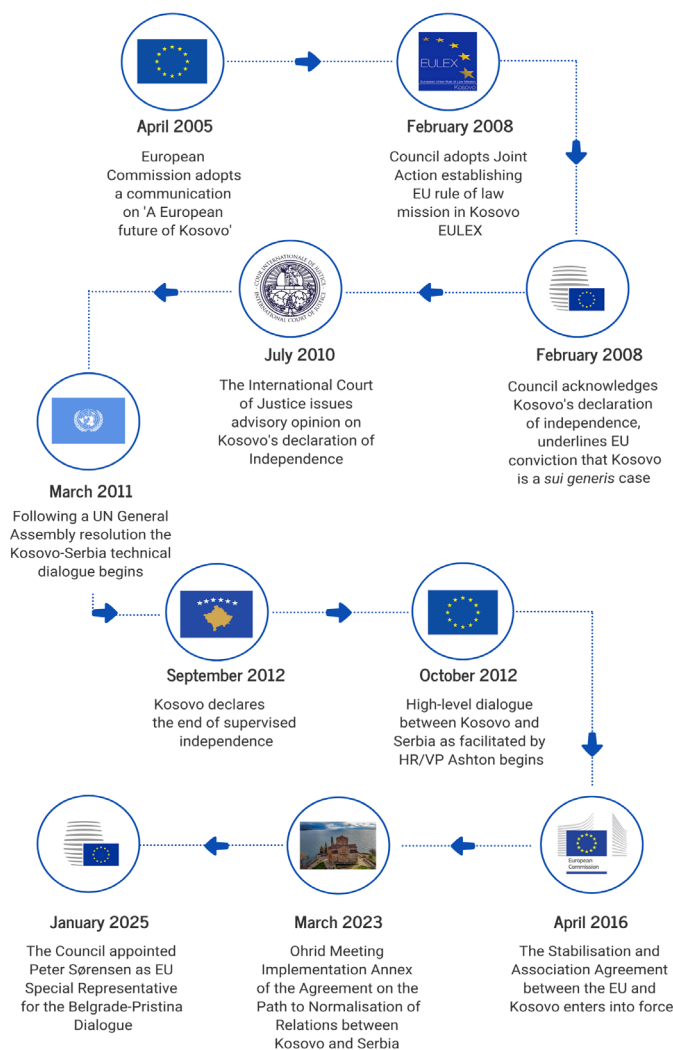 EULEX
European Union Rule of Law Mission
Kosovo
April 2005
European
Commission adopts
a communication
on 'A European
future of Kosovo'
February 2008
Council adopts Joint
Action establishing
EU rule of law
mission in Kosovo
EULEX
COUR INTERNATIONALE DE JUSTICE
INTERNATIONAL COURT OF JUSTICE
July 2010
The International Court
of Justice issues
advisory opinion on
Kosovo's declaration of
Independence
February 2008
Council acknowledges
Kosovo's declaration
of independence,
underlines EU
conviction that Kosovo
is a sui generis case
March 2011
Following a UN General
Assembly resolution the
Kosovo-Serbia technical
dialogue begins
September 2012
Kosovo declares
the end of supervised
independence
October 2012
High-level dialogue
between Kosovo and
Serbia as facilitated by
HR/VP Ashton begins
European
Commission
January 2025
The Council appointed
Peter Sørensen as EU
Special Representative
for the Belgrade-Pristina
Dialogue
March 2023
Ohrid Meeting
Implementation Annex
of the Agreement on the
Path to Normalisation of
Relations between
Kosovo and Serbia
April 2016
The Stabilisation and
Association Agreement
between the EU and
Kosovo enters into force